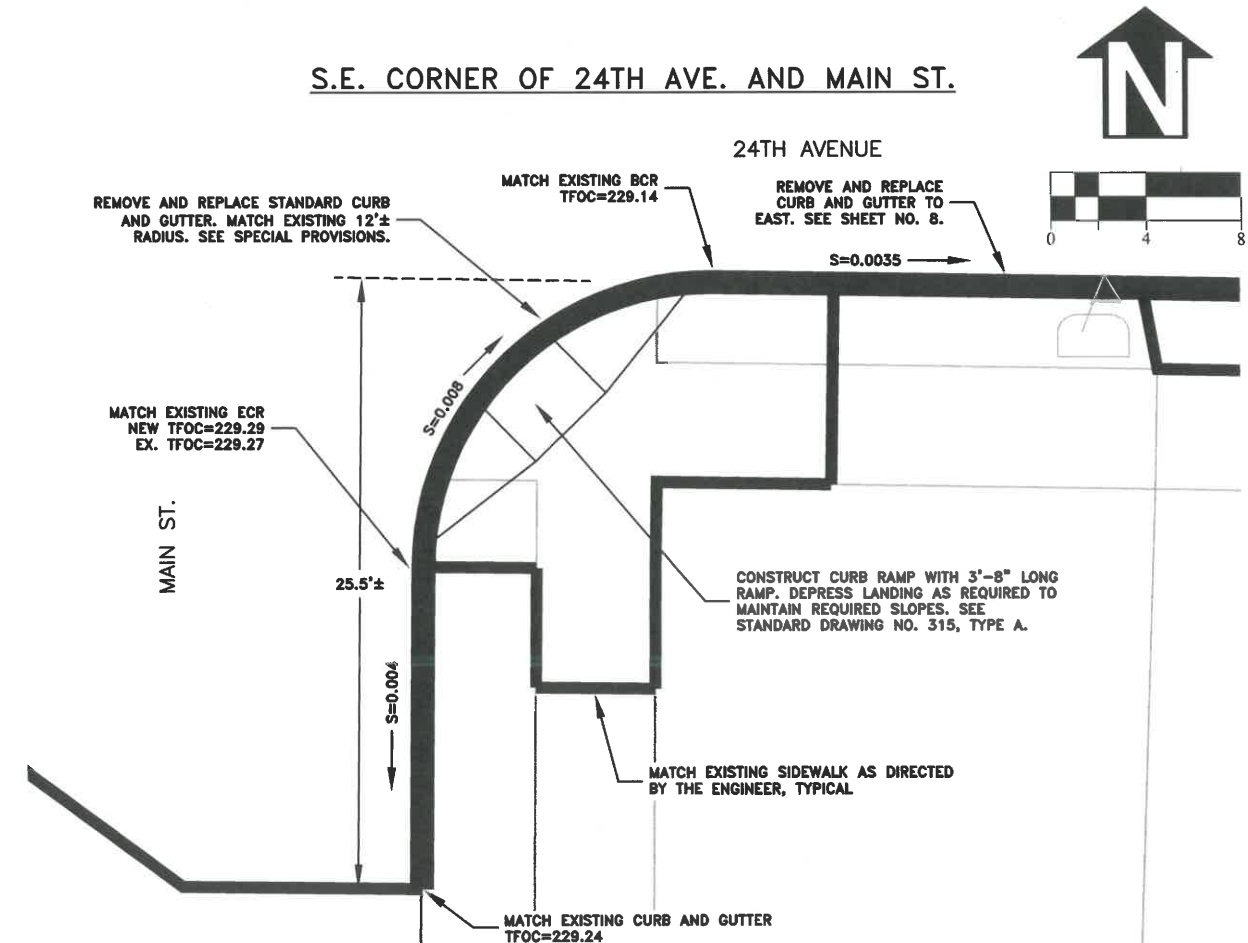 S.E. CORNER OF 24TH AVE. AND MAIN ST.
N
24TH AVENUE
MATCH EXISTING BCR
TFOC=229.14
REMOVE AND REPLACE
CURB AND GUTTER TO
EAST. SEE SHEET NO. 8.
REMOVE AND REPLACE STANDARD CURB
AND GUTTER. MATCH EXISTING 12'±
RADIUS. SEE SPECIAL PROVISIONS.
0 4 8
S=0.0035
S=0.008
MATCH EXISTING ECR
NEW TFOC=229.29
EX. TFOC=229.27
MAIN ST.
25.5'±
CONSTRUCT CURB RAMP WITH 3'-8" LONG
RAMP. DEPRESS LANDING AS REQUIRED TO
MAINTAIN REQUIRED SLOPES. SEE
STANDARD DRAWING NO. 315, TYPE A.
S=0.004
MATCH EXISTING SIDEWALK AS DIRECTED
BY THE ENGINEER, TYPICAL
MATCH EXISTING CURB AND GUTTER
TFOC=229.24